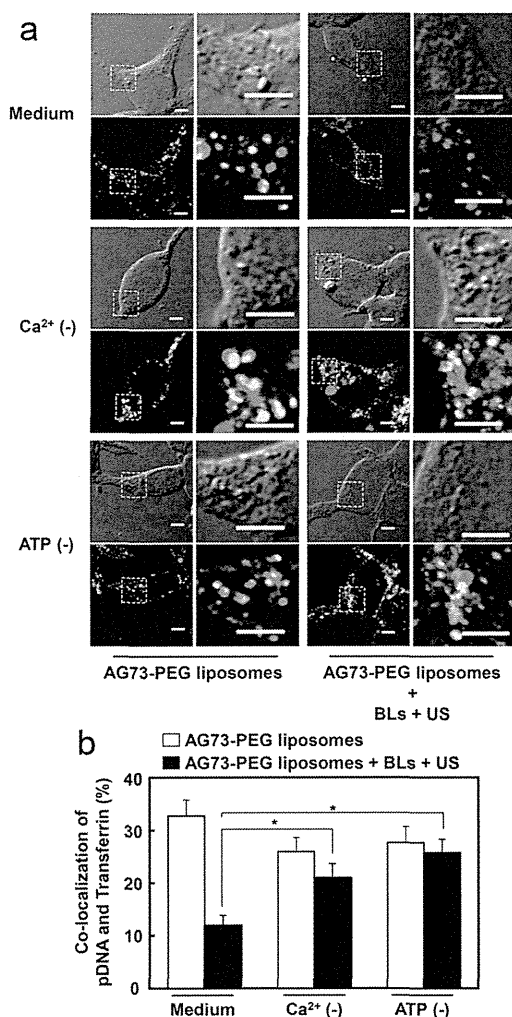 a
Medium
Ca²⁺ (-)
ATP (-)
AG73-PEG liposomes
AG73-PEG liposomes
+
BLs + US
b
AG73-PEG liposomes
AG73-PEG liposomes + BLs + US
Co-localization of
pDNA and Transferrin (%)
40
30
20
10
0
*
*
Medium
Ca²⁺ (-)
ATP (-)